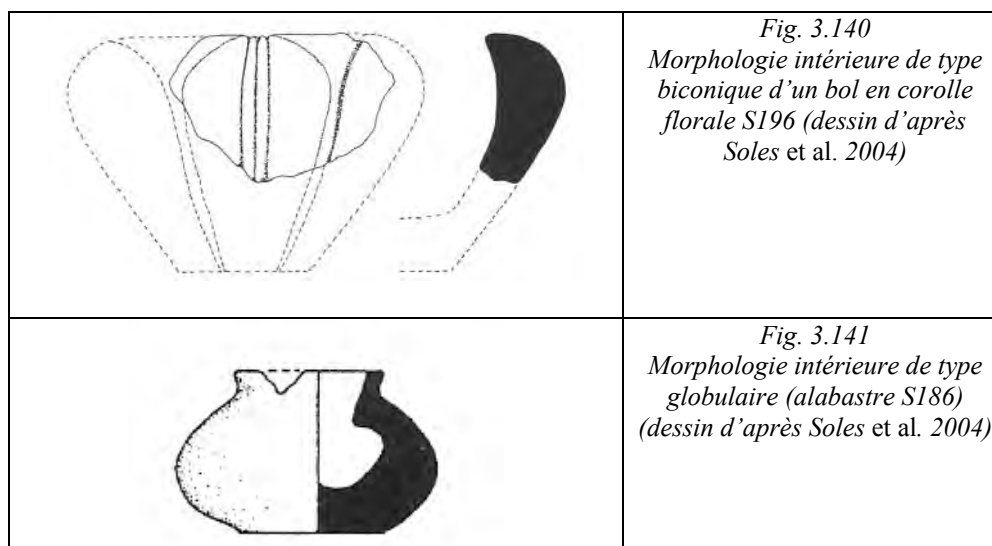 Fig. 3.140
Morphologie intérieure de type
biconique d’un bol en corolle
florale S196 (dessin d’après
Soles et al. 2004)
Fig. 3.141
Morphologie intérieure de type
globulaire (alabastre S186)
(dessin d’après Soles et al. 2004)